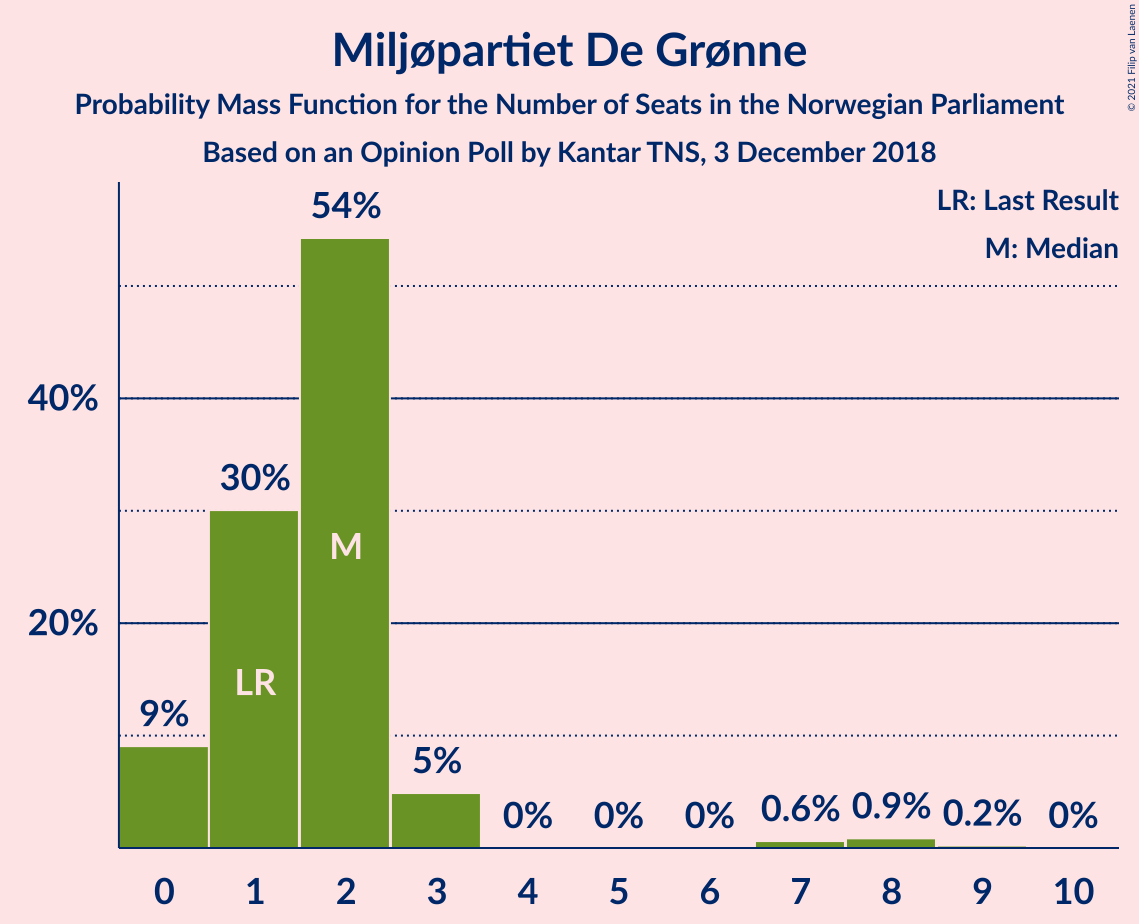 Miljøpartiet De Grønne
Probability Mass Function for the Number of Seats in the Norwegian Parliament
Based on an Opinion Poll by Kantar TNS, 3 December 2018
© 2021 Filip van Laenen
LR: Last Result
M: Median
54%
40%
30%
M
20%
LR
9%
5%
0% 0% 0% 0.6% 0.9% 0.2% 0%
0 1 2 3 4 5 6 7 8 9 10